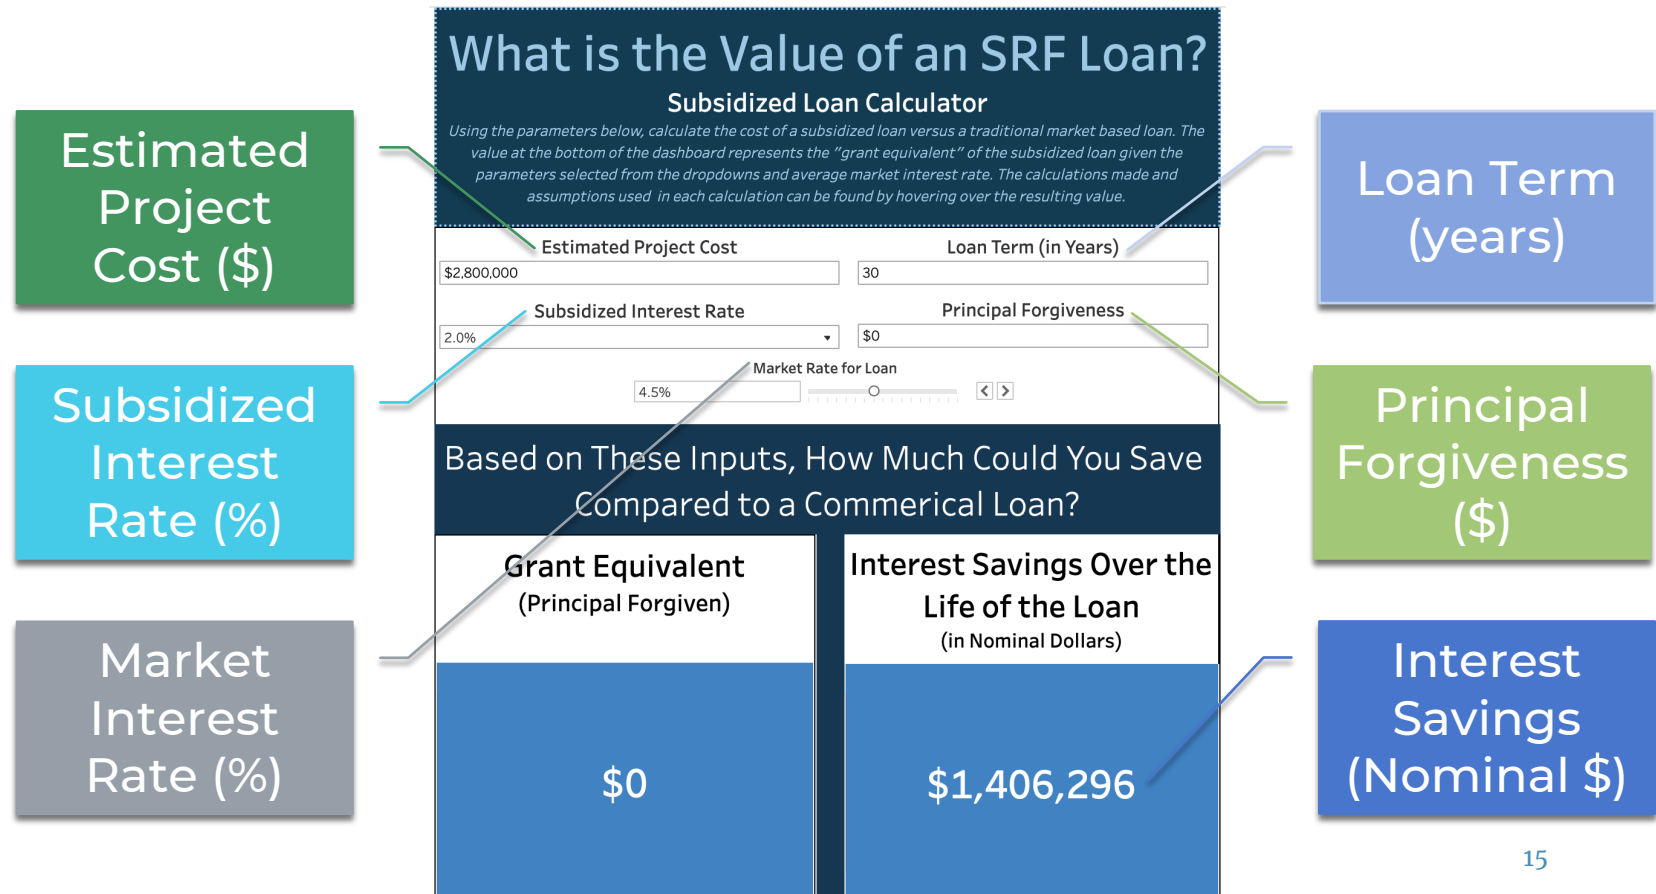 What is the Value of an SRF Loan?
Subsidized Loan Calculator
Using the parameters below, calculate the cost of a subsidized loan versus a traditional market based loan. The
value at the bottom of the dashboard represents the "grant equivalent" of the subsidized loan given the
parameters selected from the dropdowns and average market interest rate. The calculations made and
assumptions used in each calculation can be found by hovering over the resulting value.
Estimated
Project
Cost ($)
Loan Term
(years)
Estimated Project Cost
$2,800,000
Loan Term (in Years)
30
Subsidized Interest Rate
2.0%
Principal Forgiveness
$0
Market Rate for Loan
4.5%
Subsidized
Interest
Rate (%)
Principal
Forgiveness
($)
Based on These Inputs, How Much Could You Save
Compared to a Commerical Loan?
Grant Equivalent
(Principal Forgiven)
$0
Interest Savings Over the
Life of the Loan
(in Nominal Dollars)
$1,406,296
Market
Interest
Rate (%)
Interest
Savings
(Nominal $)
15